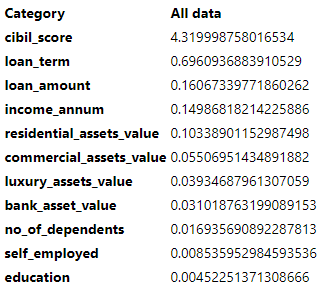 Category All data
cibil_score 4.319998758016534
loan_term 0.6960936883910529
loan_amount 0.16067339771860262
income_annum 0.14986818214225886
residential_assets_value 0.10338901152987498
commercial_assets_value 0.05506951434891882
luxury_assets_value 0.03934687961307059
bank_asset_value 0.031018763199089153
no_of_dependents 0.016935690892287813
self_employed 0.008535952984593536
education 0.00452251371308666